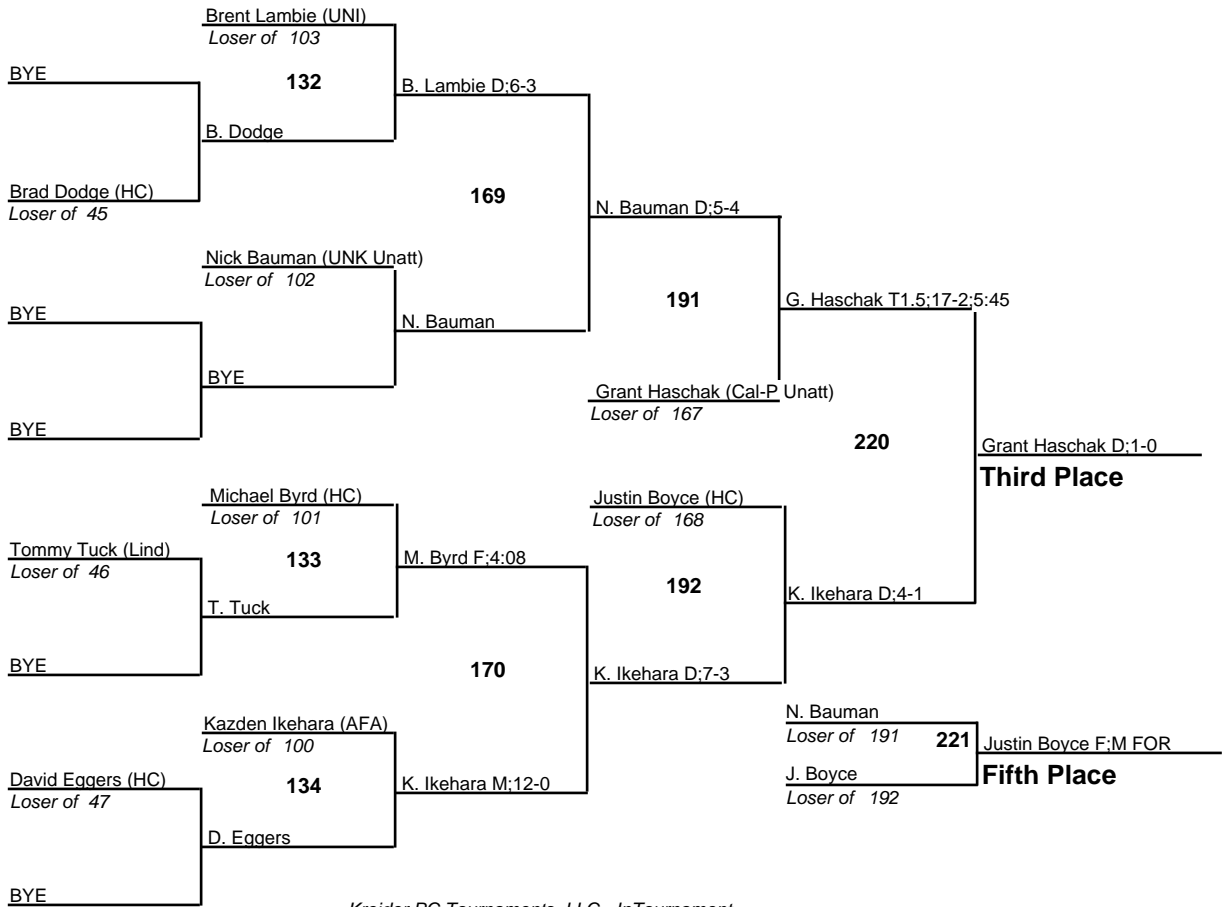 Brent Lambie (UNI)
Loser of 103
BYE
132
B. Lambie D;6-3
B. Dodge
Brad Dodge (HC)
Loser of 45
169
N. Bauman D;5-4
Nick Bauman (UNK Unatt)
Loser of 102
191
G. Haschak T1.5;17-2;5:45
BYE
N. Bauman
BYE
Grant Haschak (Cal-P Unatt)
Loser of 167
BYE
220
Grant Haschak D;1-0
Third Place
Michael Byrd (HC)
Loser of 101
Justin Boyce (HC)
Loser of 168
Tommy Tuck (Lind)
Loser of 46
133
M. Byrd F;4:08
192
T. Tuck
K. Ikehara D;4-1
BYE
170
K. Ikehara D;7-3
Kazden Ikehara (AFA)
Loser of 100
N. Bauman
Loser of 191
221
Justin Boyce F;M FOR
Fifth Place
David Eggers (HC)
Loser of 47
134
K. Ikehara M;12-0
J. Boyce
Loser of 192
D. Eggers
BYE
Kreider PC Tournaments, LLC - InTournament